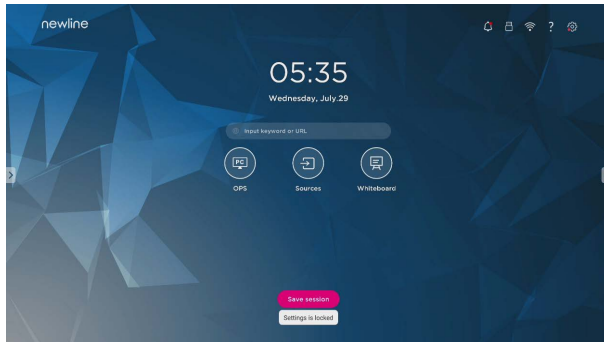 newline
?
05:35
Wednesday, July.29
Input keyword or URL
PC
OPS
Sources
Whiteboard
Save session
Settings is locked